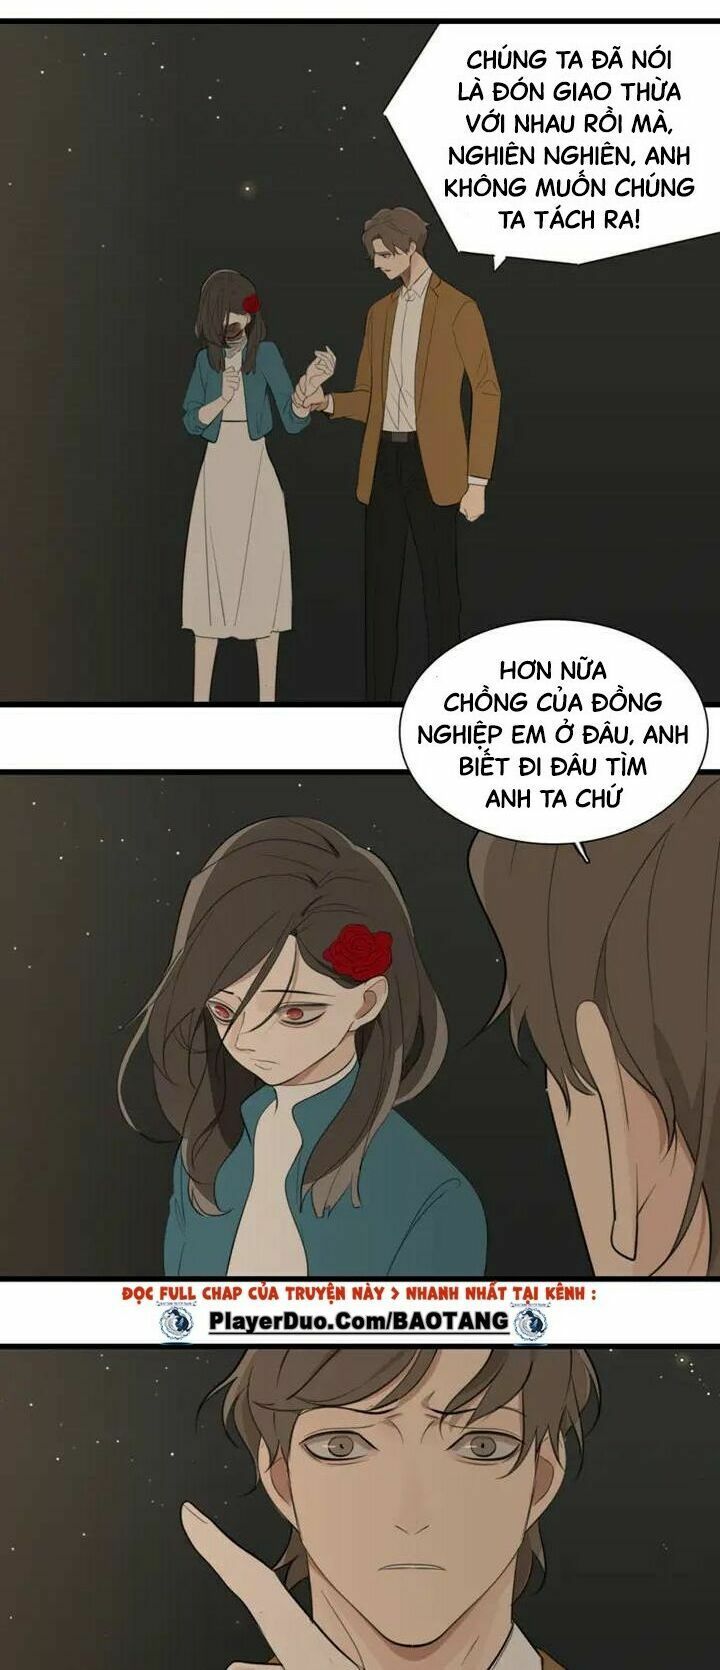 CHÚNG TA ĐÃ NÓI
LÀ ĐÓN GIAO THỪA
VỚI NHAU RỒI MÀ,
NGHIÊN NGHIÊN, ANH
KHÔNG MUỐN CHÚNG
TA TÁCH RA!
HƠN NỮA
CHỒNG CỦA ĐỒNG
NGHIỆP EM Ở ĐÂU, ANH
BIẾT ĐI ĐÂU TÌM
ANH TA CHỨ
ĐỌC FULL CHAP CỦA TRUYỆN NÀY > NHANH NHẤT TẠI KÊNH :
PLAYERDUO.COM/BAOTANG